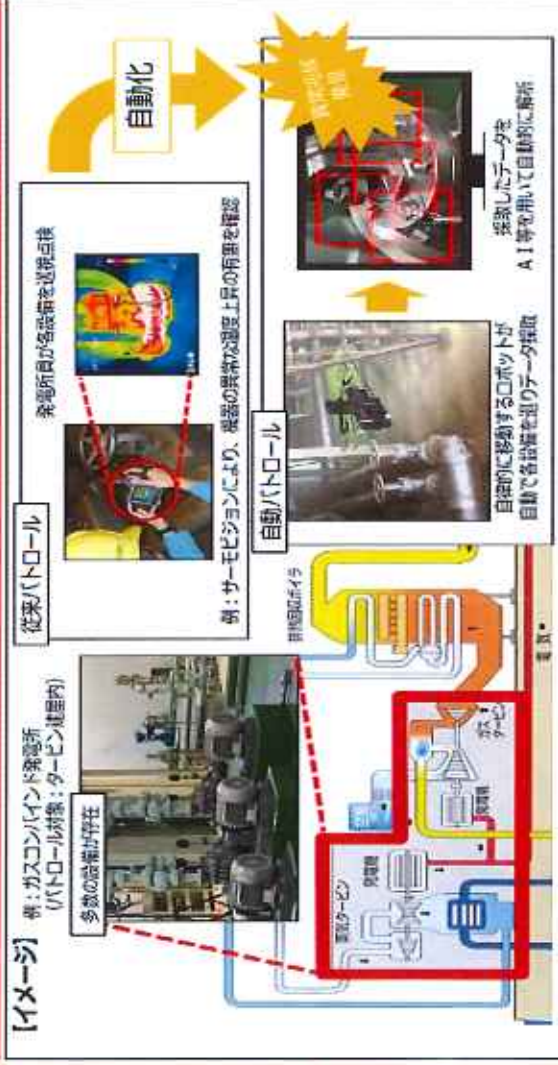 【イメージ】
例：ガスコンバインド発電所
（パトロール対象：タービン建屋内）
多数の設備が存在
蒸気タービン
発電機
発電機
ガス
タービン
排熱回収ボイラ
従来パトロール
発電所員が各設備を巡視点検
例：サーモビジョンにより、機器の異常な温度上昇の有無を確認
自動化
自動パトロール
自律的に移動するロボットが
自動で各設備を巡りデータ採取
採取したデータを
ＡＩ等を用いて自動的に解析